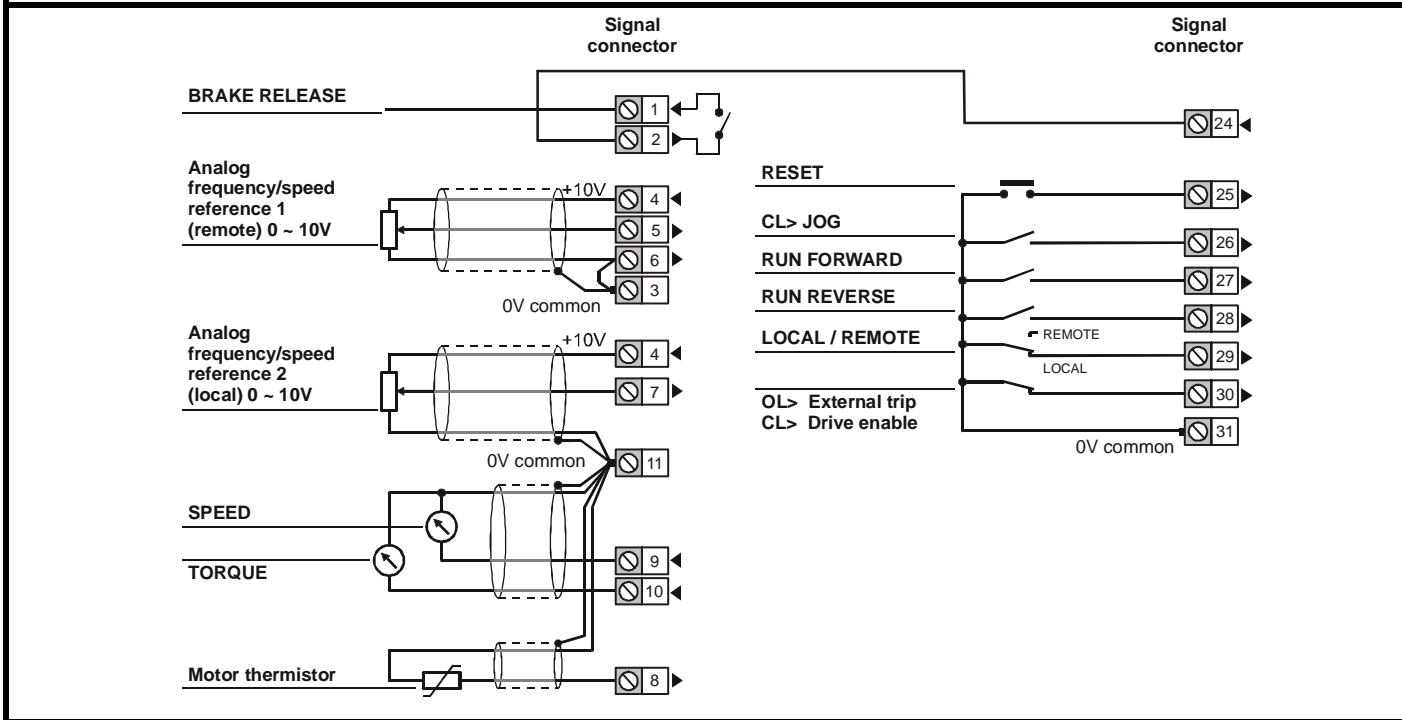 Signal
connector
BRAKE RELEASE
1
2
Analog
frequency/speed
reference 1
(remote) 0 ~ 10V
+10V
4
5
6
3
0V common
Analog
frequency/speed
reference 2
(local) 0 ~ 10V
+10V
4
7
0V common
11
SPEED
TORQUE
9
10
Motor thermistor
8
Signal
connector
24
RESET
25
CL> JOG
26
RUN FORWARD
27
RUN REVERSE
28
LOCAL / REMOTE
REMOTE
29
LOCAL
30
OL> External trip
CL> Drive enable
31
0V common